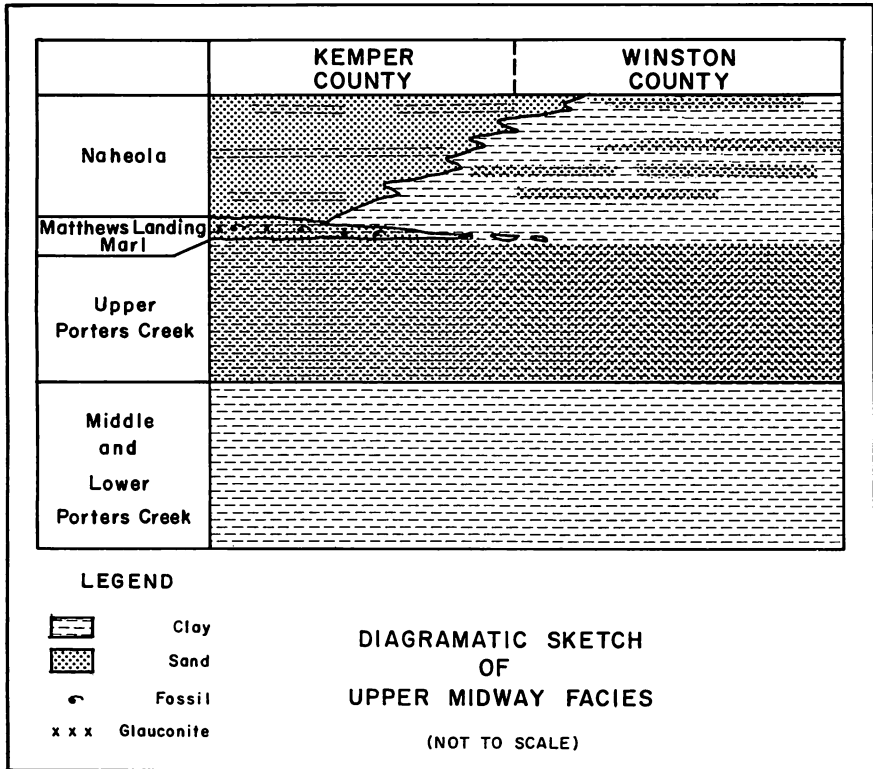 KEMPER
COUNTY
WINSTON
COUNTY
Naheola
Matthews Landing
Marl
Upper
Porters Creek
Middle
and
Lower
Porters Creek
LEGEND
Clay
Sand
Fossil
x x x Glauconite
DIAGRAMATIC SKETCH
OF
UPPER MIDWAY FACIES
(NOT TO SCALE)